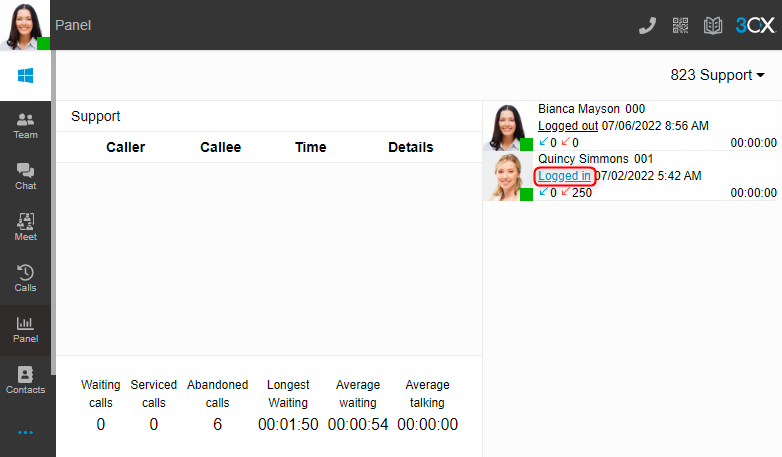 Panel
3CX
823 Support
Team
Chat
Meet
Calls
Panel
Contacts
Support
Caller Callee Time Details
Bianca Mayson 000
Logged out 07/06/2022 8:56 AM
0 0 00:00:00
Quincy Simmons 001
Logged in 07/02/2022 5:42 AM
0 250 00:00:00
Waiting calls
Serviced calls
Abandoned calls
Longest Waiting
Average waiting
Average talking
0 0 6 00:01:50 00:00:54 00:00:00